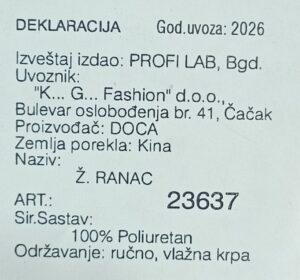 DEKLARACIJA God.uvoza: 2026
Izveštaj izdao: PROFI LAB, Bgd.
Uvoznik:
"K... G... Fashion" d.o.o.,
Bulevar oslobođenja br. 41, Čačak
Proizvođač: DOCA
Zemlja porekla: Kina
Naziv:
Ž. RANAC
ART.: 23637
Sir.Sastav:
100% Poliuretan
Održavanje: ručno, vlažna krpa